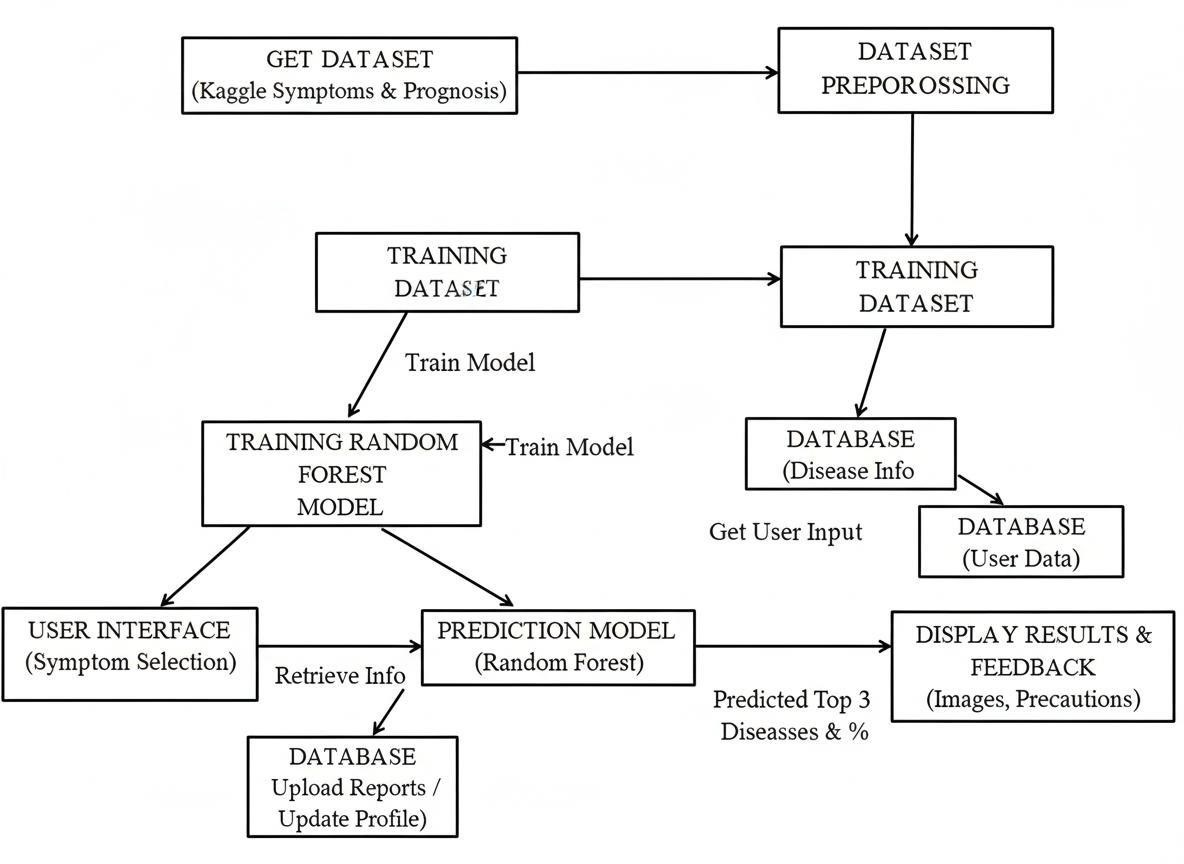 GET DATASET
(Kaggle Symptoms & Prognosis)
DATASET
PREPOROSSING
TRAINING
DATASET
TRAINING
DATASET
Train Model
TRAINING RANDOM
FOREST
MODEL
Train Model
DATABASE
(Disease Info
Get User Input
DATABASE
(User Data)
USER INTERFACE
(Symptom Selection)
Retrieve Info
PREDICTION MODEL
(Random Forest)
Predicted Top 3
Diseasses & %
DISPLAY RESULTS &
FEEDBACK
(Images, Precautions)
DATABASE
Upload Reports /
Update Profile)